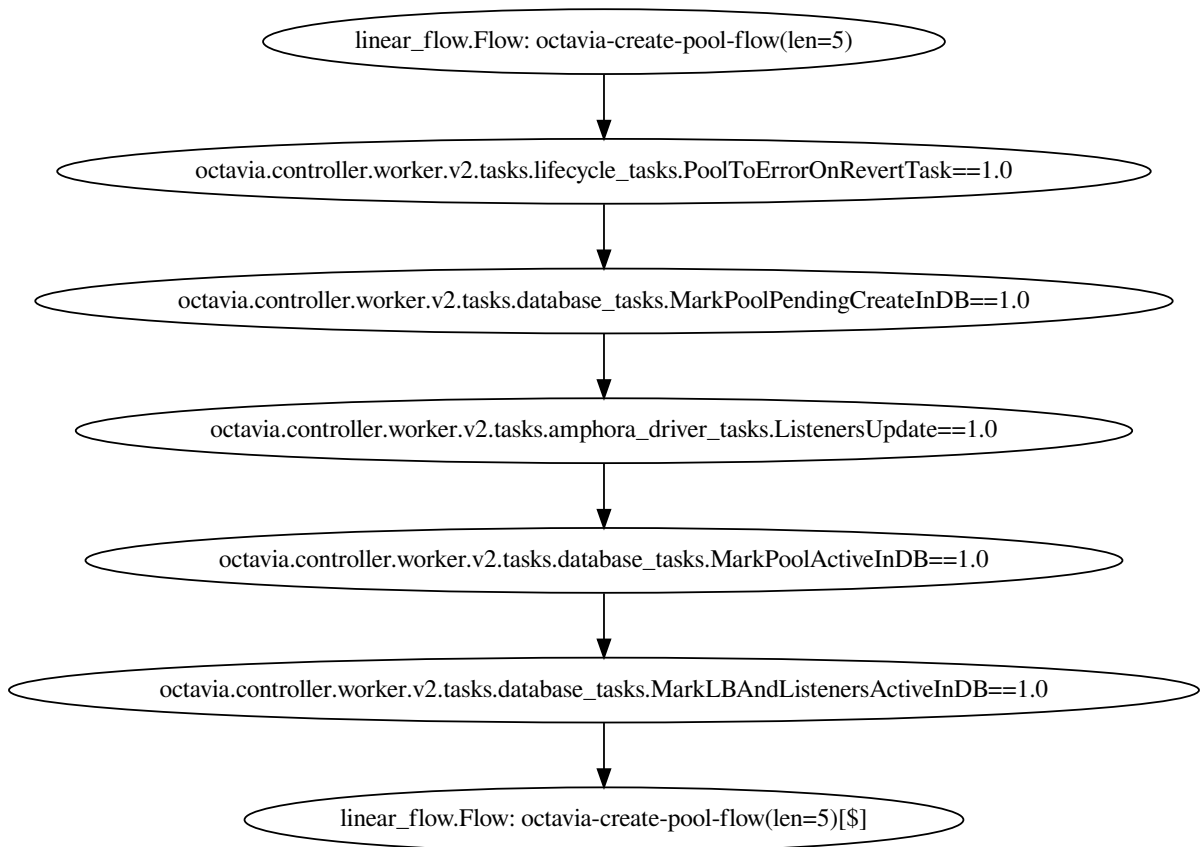 linear_flow.Flow: octavia-create-pool-flow(len=5)
octavia.controller.worker.v2.tasks.lifecycle_tasks.PoolToErrorOnRevertTask==1.0
octavia.controller.worker.v2.tasks.database_tasks.MarkPoolPendingCreateInDB==1.0
octavia.controller.worker.v2.tasks.amphora_driver_tasks.ListenersUpdate==1.0
octavia.controller.worker.v2.tasks.database_tasks.MarkPoolActiveInDB==1.0
octavia.controller.worker.v2.tasks.database_tasks.MarkLBAndListenersActiveInDB==1.0
linear_flow.Flow: octavia-create-pool-flow(len=5)[$]